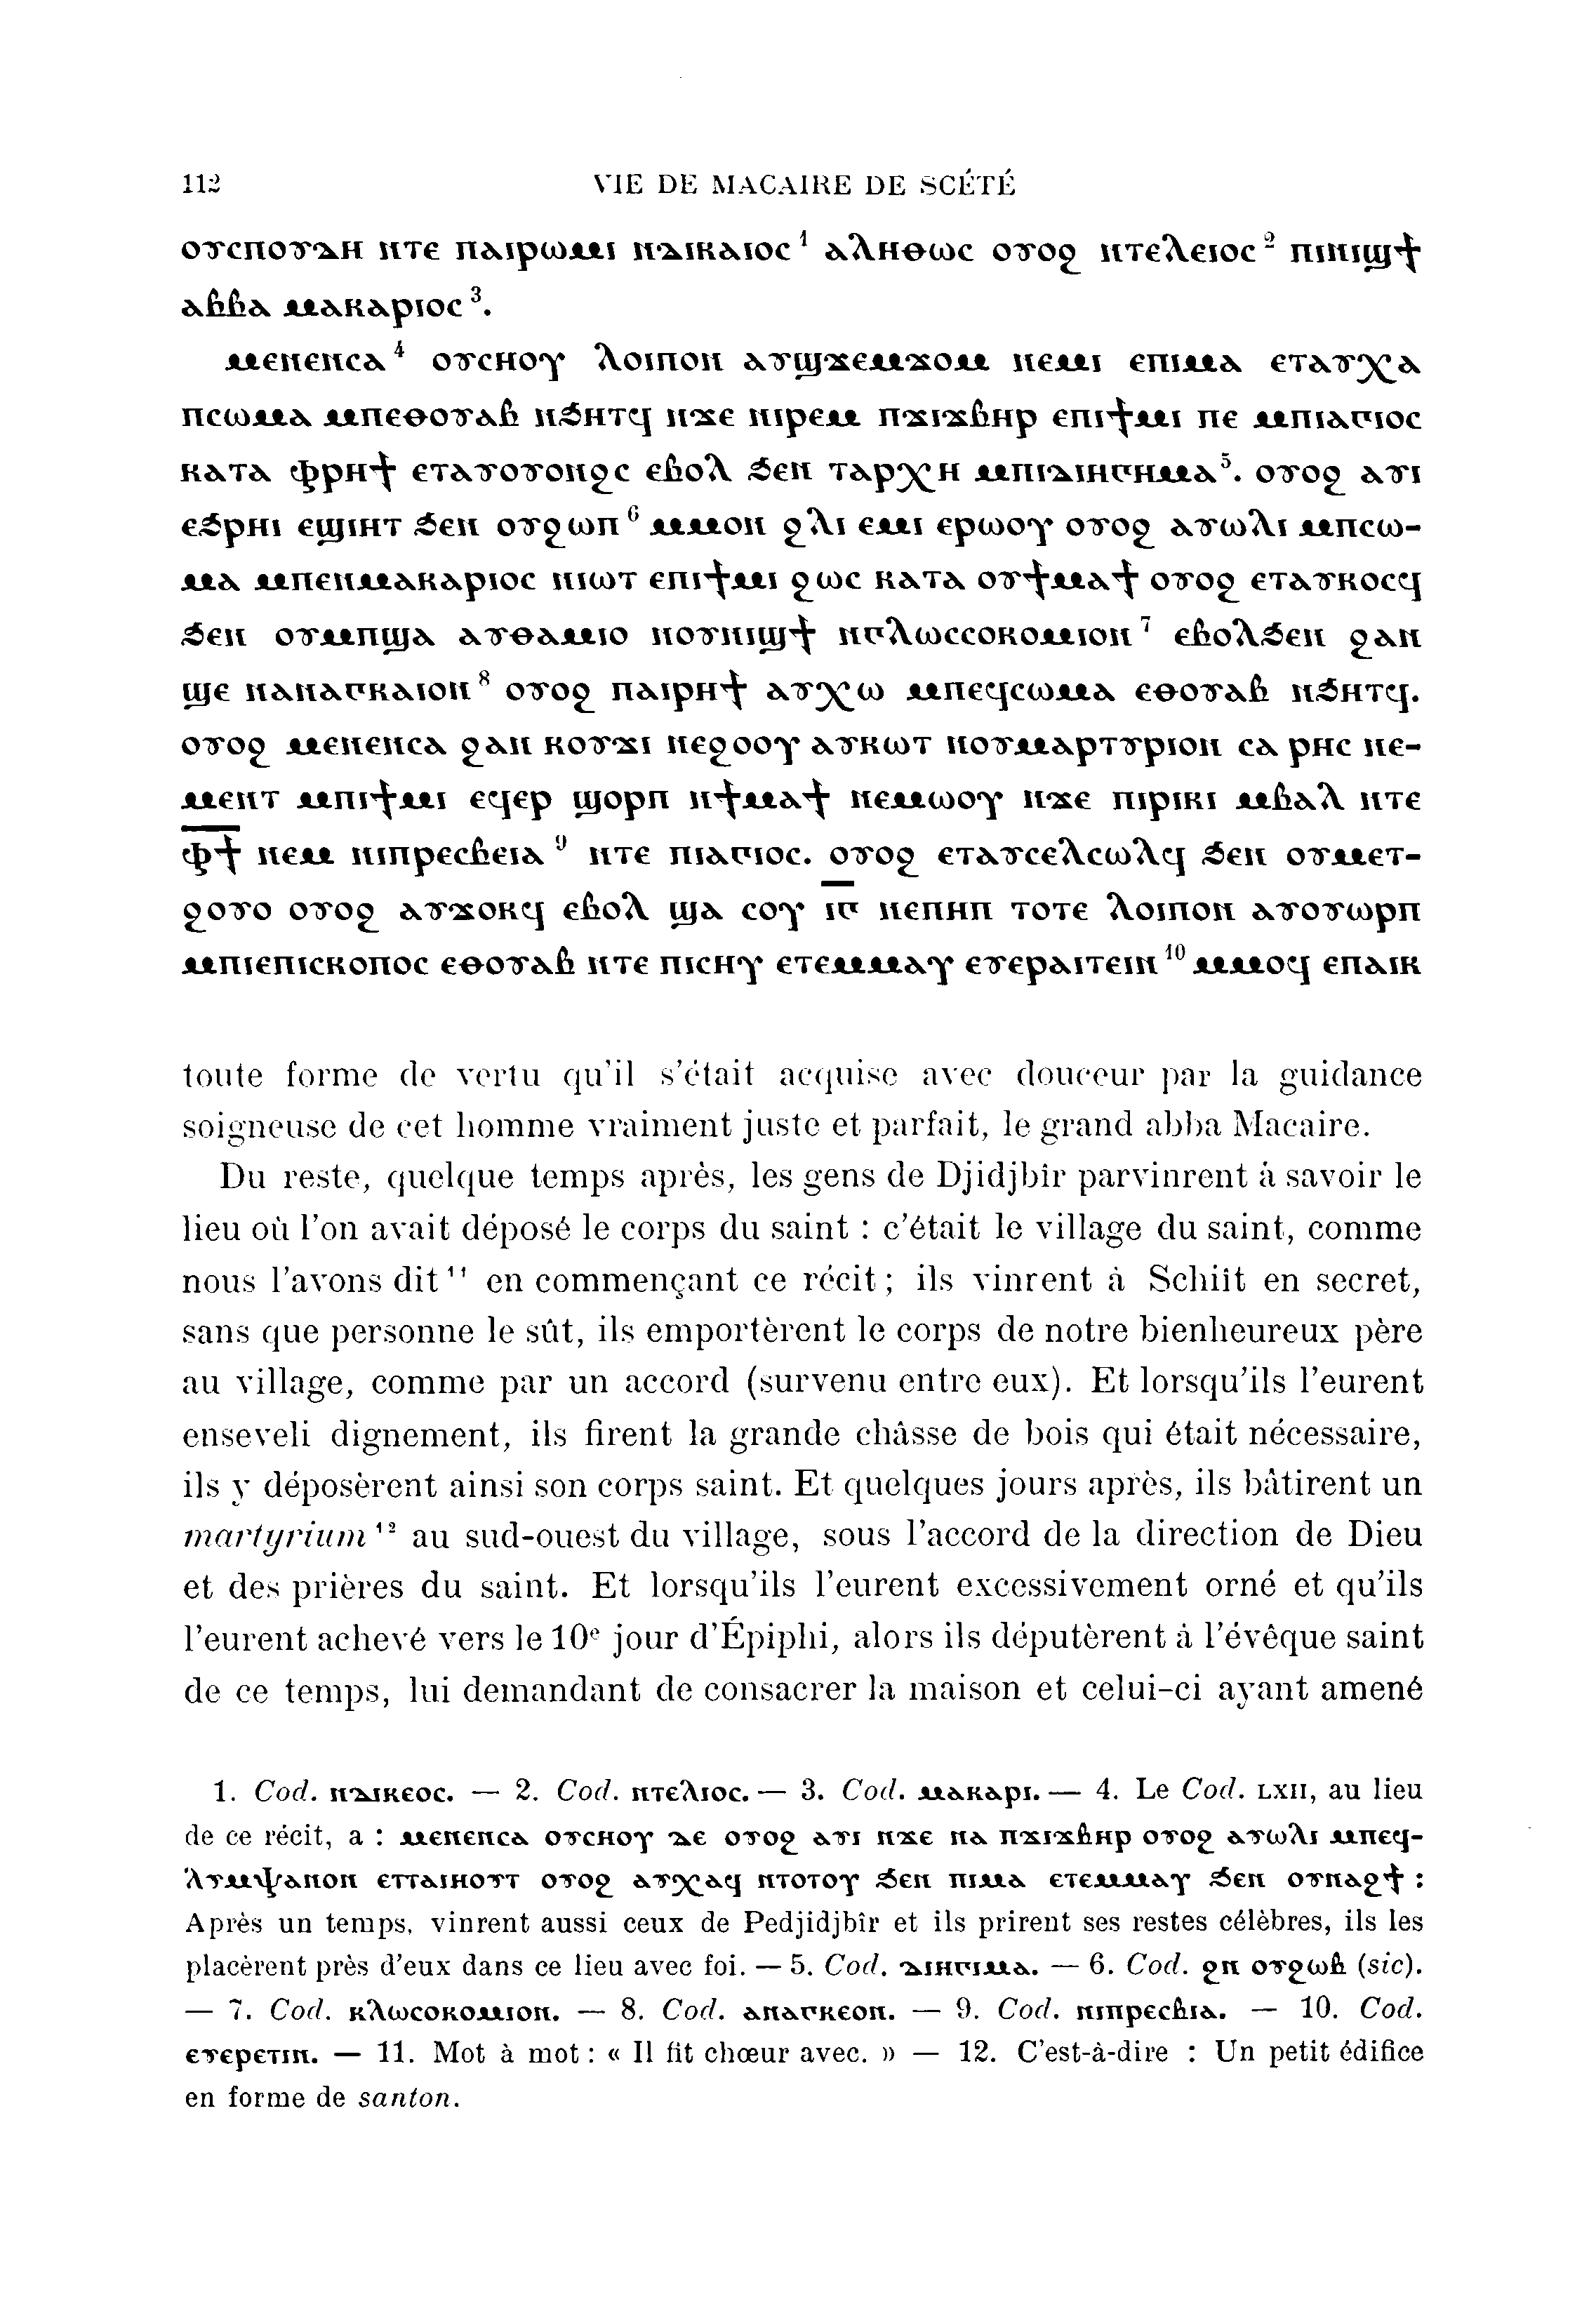 112 VIE DE MACAIRE DE SCÉTÉ
ⲟⲩⲥⲡⲟⲩⲇⲏ ⲛⲧⲉ ⲡⲁⲓⲣⲱⲙⲓ ⲛⲇⲓⲕⲁⲓⲟⲥ ¹ ⲁⲗⲏⲑⲱⲥ ⲟⲩⲟϩ ⲛⲧⲉⲗⲉⲓⲟⲥ ² ⲡⲓⲛⲓϣϯ
ⲁⲃⲃⲁ ⲙⲁⲕⲁⲣⲓⲟⲥ ³.
ⲙⲉⲛⲉⲛⲥⲁ ⁴ ⲟⲩⲥⲏⲟⲩ ⲗⲟⲓⲡⲟⲛ ⲁⲩϣϫⲉⲙϫⲟⲙ ⲛⲉⲙⲓ ⲉⲡⲓⲙⲁ ⲉⲧⲁⲩⲭⲁ
ⲡⲥⲱⲙⲁ ⲙⲡⲉⲑⲟⲩⲁⲃ ⲛϧⲏⲧϥ ⲛϫⲉ ⲛⲓⲣⲉⲙ ⲡϫⲓϫⲃⲏⲣ ⲉⲡⲓϯⲙⲓ ⲡⲉ ⲙⲡⲓⲁⲅⲓⲟⲥ
ⲕⲁⲧⲁ ⲫⲣⲏϯ ⲉⲧⲁⲩⲟⲩⲟⲛϩⲥ ⲉⲃⲟⲗ ϧⲉⲛ ⲧⲁⲣⲭⲏ ⲙⲡⲓⲇⲓⲏⲅⲏⲙⲁ ⁵. ⲟⲩⲟϩ ⲁⲩⲓ
ⲉϧⲣⲏⲓ ⲉϣⲓⲏⲧ ϧⲉⲛ ⲟⲩϩⲱⲡ ⁶ ⲙⲙⲟⲛ ϩⲗⲓ ⲉⲙⲓ ⲉⲣⲱⲟⲩ ⲟⲩⲟϩ ⲁⲩⲱⲗⲓ ⲙⲡⲥⲱ-
ⲙⲁ ⲙⲡⲉⲛⲙⲁⲕⲁⲣⲓⲟⲥ ⲛⲓⲱⲧ ⲉⲡⲓϯⲙⲓ ϩⲱⲥ ⲕⲁⲧⲁ ⲟⲩϯⲙⲁϯ ⲟⲩⲟϩ ⲉⲧⲁⲩⲕⲟⲥϥ
ϧⲉⲛ ⲟⲩⲙⲡϣⲁ ⲁⲩⲑⲁⲙⲓⲟ ⲛⲟⲩⲛⲓϣϯ ⲛⲅⲗⲱⲥⲥⲟⲕⲟⲙⲓⲟⲛ ⁷ ⲉⲃⲟⲗϧⲉⲛ ϩⲁⲛ
ϣⲉ ⲛⲁⲛⲁⲅⲕⲁⲓⲟⲛ ⁸ ⲟⲩⲟϩ ⲡⲁⲓⲣⲏϯ ⲁⲩⲭⲱ ⲙⲡⲉϥⲥⲱⲙⲁ ⲉⲑⲟⲩⲁⲃ ⲛϧⲏⲧϥ.
ⲟⲩⲟϩ ⲙⲉⲛⲉⲛⲥⲁ ϩⲁⲛ ⲕⲟⲩϫⲓ ⲛⲉϩⲟⲟⲩ ⲁⲩⲕⲱⲧ ⲛⲟⲩⲙⲁⲣⲧⲩⲣⲓⲟⲛ ⲥⲁ ⲣⲏⲥ ⲛⲉ-
ⲙⲉⲛⲧ ⲙⲡⲓϯⲙⲓ ⲉϥⲉⲣ ϣⲟⲣⲡ ⲛϯⲙⲁϯ ⲛⲉⲙⲱⲟⲩ ⲛϫⲉ ⲡⲓⲣⲓⲕⲓ ⲙⲃⲁⲗ ⲛⲧⲉ
ⲫ̅ϯ̅ ⲛⲉⲙ ⲛⲓⲡⲣⲉⲥⲃⲉⲓⲁ ⁹ ⲛⲧⲉ ⲡⲓⲁⲅⲓⲟⲥ. ⲟⲩⲟϩ ⲉⲧⲁⲩⲥⲉⲗⲥⲱⲗϥ ϧⲉⲛ ⲟⲩⲙⲉⲧ-
ϩⲟⲩⲟ ⲟⲩⲟϩ ⲁⲩϫⲟⲕϥ ⲉⲃⲟⲗ ϣⲁ ⲥⲟⲩ ⲓ̅ⲅ̅ ⲛⲉⲡⲏⲡ ⲧⲟⲧⲉ ⲗⲟⲓⲡⲟⲛ ⲁⲩⲟⲩⲱⲣⲡ
ⲙⲡⲓⲉⲡⲓⲥⲕⲟⲡⲟⲥ ⲉⲑⲟⲩⲁⲃ ⲛⲧⲉ ⲡⲓⲥⲏⲩ ⲉⲧⲉⲙⲙⲁⲩ ⲉⲩⲉⲣⲁⲓⲧⲉⲓⲛ ¹⁰ ⲙⲙⲟϥ ⲉⲡⲁⲓⲕ
toute forme de vertu qu'il s'était acquise avec douceur par la guidance
soigneuse de cet homme vraiment juste et parfait, le grand abba Macaire.
Du reste, quelque temps après, les gens de Djidjbîr parvinrent à savoir le
lieu où l'on avait déposé le corps du saint : c'était le village du saint, comme
nous l'avons dit ¹¹ en commençant ce récit ; ils vinrent à Schiit en secret,
sans que personne le sût, ils emportèrent le corps de notre bienheureux père
au village, comme par un accord (survenu entre eux). Et lorsqu'ils l'eurent
enseveli dignement, ils firent la grande châsse de bois qui était nécessaire,
ils y déposèrent ainsi son corps saint. Et quelques jours après, ils bâtirent un
martyrium ¹² au sud-ouest du village, sous l'accord de la direction de Dieu
et des prières du saint. Et lorsqu'ils l'eurent excessivement orné et qu'ils
l'eurent achevé vers le 10e jour d'Épiphi, alors ils députèrent à l'évêque saint
de ce temps, lui demandant de consacrer la maison et celui-ci ayant amené
1. Cod. ⲛⲇⲓⲕⲉⲟⲥ. — 2. Cod. ⲛⲧⲉⲗⲓⲟⲥ. — 3. Cod. ⲙⲁⲕⲁⲣⲓ. — 4. Le Cod. LXII, au lieu
de ce récit, a : ⲙⲉⲛⲉⲛⲥⲁ ⲟⲩⲥⲏⲟⲩ ⲇⲉ ⲟⲩⲟϩ ⲁⲩⲓ ⲛϫⲉ ⲛⲁ ⲡϫⲓϫⲃⲏⲣ ⲟⲩⲟϩ ⲁⲩⲱⲗⲓ ⲙⲡⲉϥ-
ⲗⲩⲙⲯⲁⲛⲟⲛ ⲉⲧⲧⲁⲓⲏⲟⲩⲧ ⲟⲩⲟϩ ⲁⲩⲭⲁϥ ⲛⲧⲟⲧⲟⲩ ϧⲉⲛ ⲡⲓⲙⲁ ⲉⲧⲉⲙⲙⲁⲩ ϧⲉⲛ ⲟⲩⲛⲁϩϯ :
Après un temps, vinrent aussi ceux de Pedjidjbîr et ils prirent ses restes célèbres, ils les
placèrent près d'eux dans ce lieu avec foi. — 5. Cod. ⲇⲓⲏⲅⲓⲙⲁ. — 6. Cod. ϩⲛ ⲟⲩϩⲱⲃ (sic).
— 7. Cod. ⲕⲗⲱⲥⲟⲕⲟⲙⲓⲟⲛ. — 8. Cod. ⲁⲛⲁⲅⲕⲉⲟⲛ. — 9. Cod. ⲛⲓⲡⲣⲉⲥⲃⲓⲁ. — 10. Cod.
ⲉⲩⲉⲣⲉⲧⲓⲛ. — 11. Mot à mot : « Il fit chœur avec. » — 12. C'est-à-dire : Un petit édifice
en forme de santon.